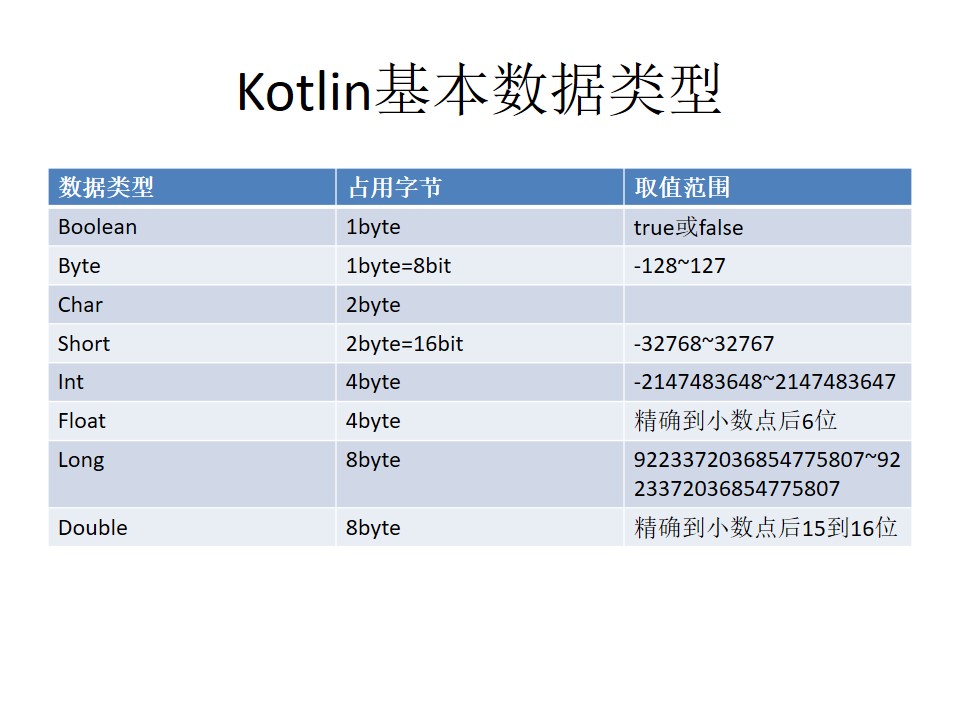 Kotlin基本数据类型
数据类型 占用字节 取值范围
Boolean 1byte true或false
Byte 1byte=8bit -128~127
Char 2byte
Short 2byte=16bit -32768~32767
Int 4byte -2147483648~2147483647
Float 4byte 精确到小数点后6位
Long 8byte 9223372036854775807~92
23372036854775807
Double 8byte 精确到小数点后15到16位